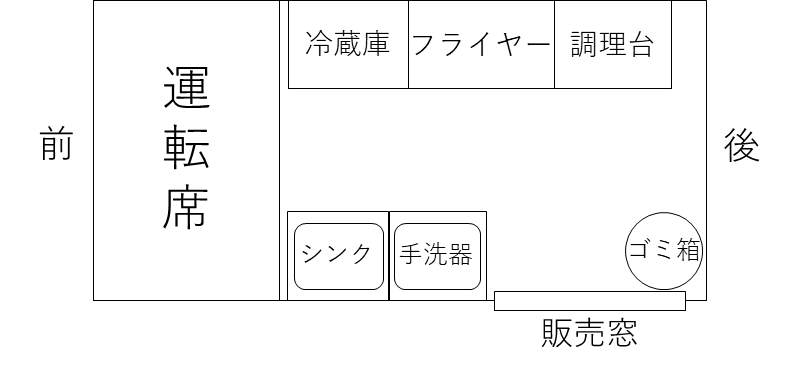 冷蔵庫
フライヤー
調理台
運転席
前
後
シンク
手洗器
ゴミ箱
販売窓